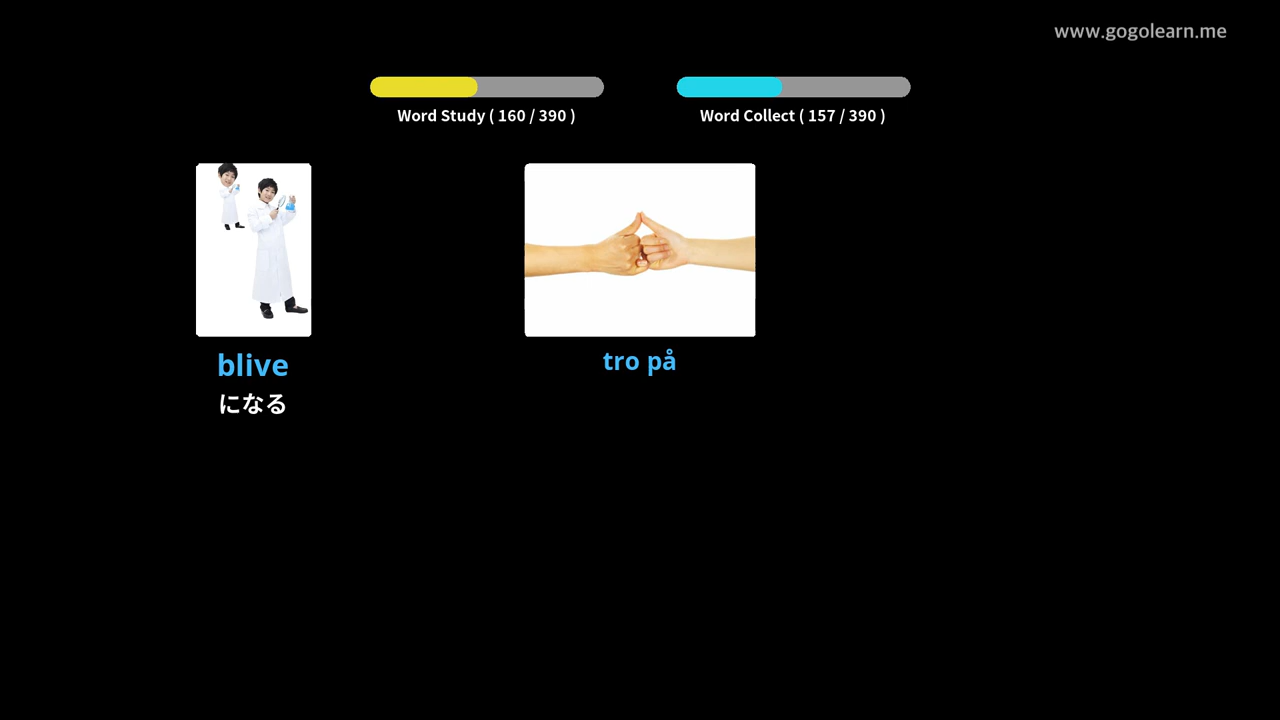 www.gogolearn.me
Word Study ( 160 / 390 )
Word Collect ( 157 / 390 )
blive
になる
tro på